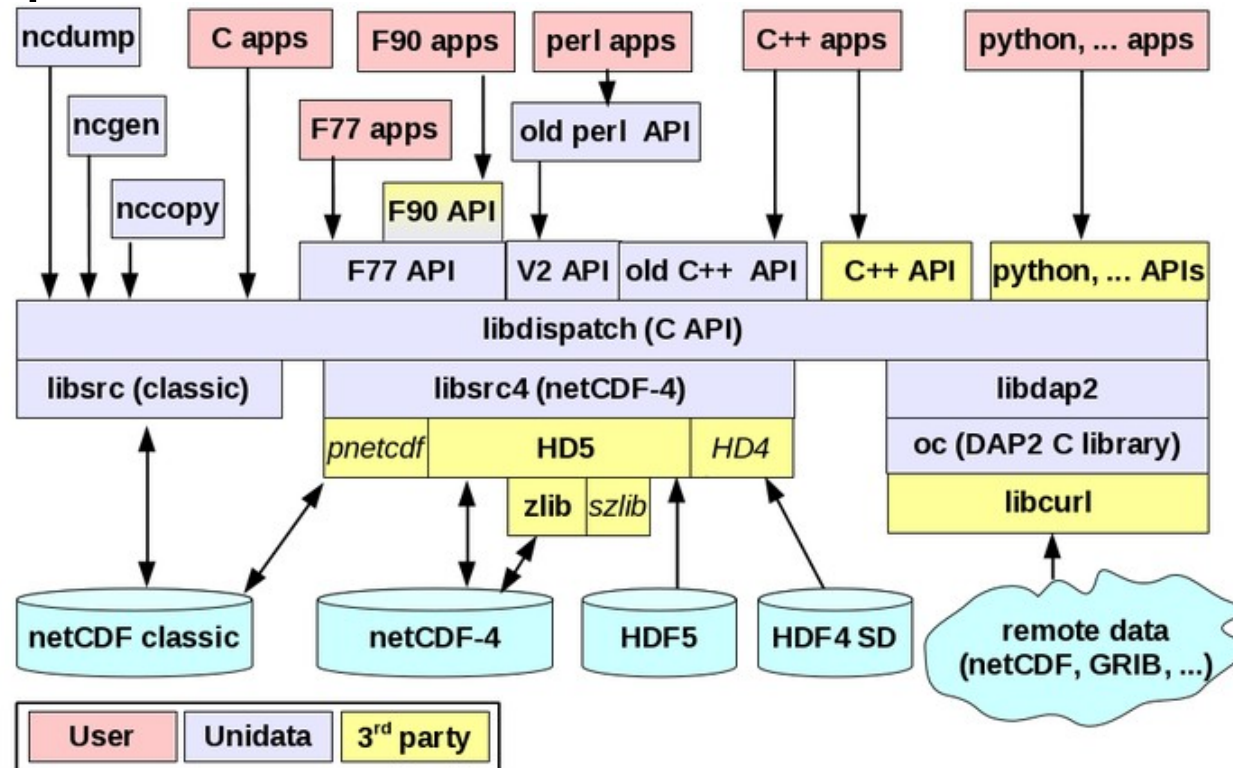 ncdump
C apps
F90 apps
perl apps
C++ apps
python, ... apps
ncgen
F77 apps
old perl API
nccopy
F90 API
F77 API
V2 API
old C++ API
C++ API
python, ... APIs
libdispatch (C API)
libsrc (classic)
libsrc4 (netCDF-4)
libdap2
pnetcdf
HD5
HD4
oc (DAP2 C library)
zlib
szlib
libcurl
netCDF classic
netCDF-4
HDF5
HDF4 SD
remote data
(netCDF, GRIB, ...)
User
Unidata
3rd party